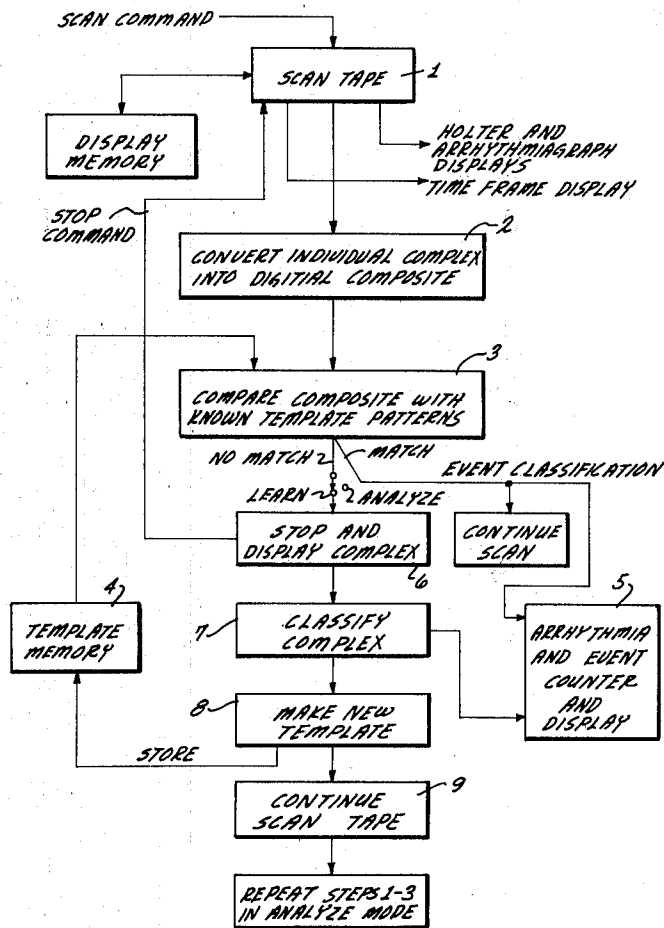 SCAN COMMAND
SCAN TAPE
1
DISPLAY
MEMORY
HOLTER AND
ARRHYTHMIAGRAPH
DISPLAYS
TIME FRAME DISPLAY
STOP
COMMAND
2
CONVERT INDIVIDUAL COMPLEX
INTO DIGITIAL COMPOSITE
3
COMPARE COMPOSITE WITH
KNOWN TEMPLATE PATTERNS
NO MATCH
MATCH
EVENT CLASSIFICATION
LEARN
ANALYZE
STOP AND
DISPLAY COMPLEX
6
CONTINUE
SCAN
4
TEMPLATE
MEMORY
7
CLASSIFY
COMPLEX
5
ARRHYTHMIA
AND EVENT
COUNTER
AND
DISPLAY
8
MAKE NEW
TEMPLATE
STORE
9
CONTINUE
SCAN TAPE
REPEAT STEPS 1-3
IN ANALYZE MODE